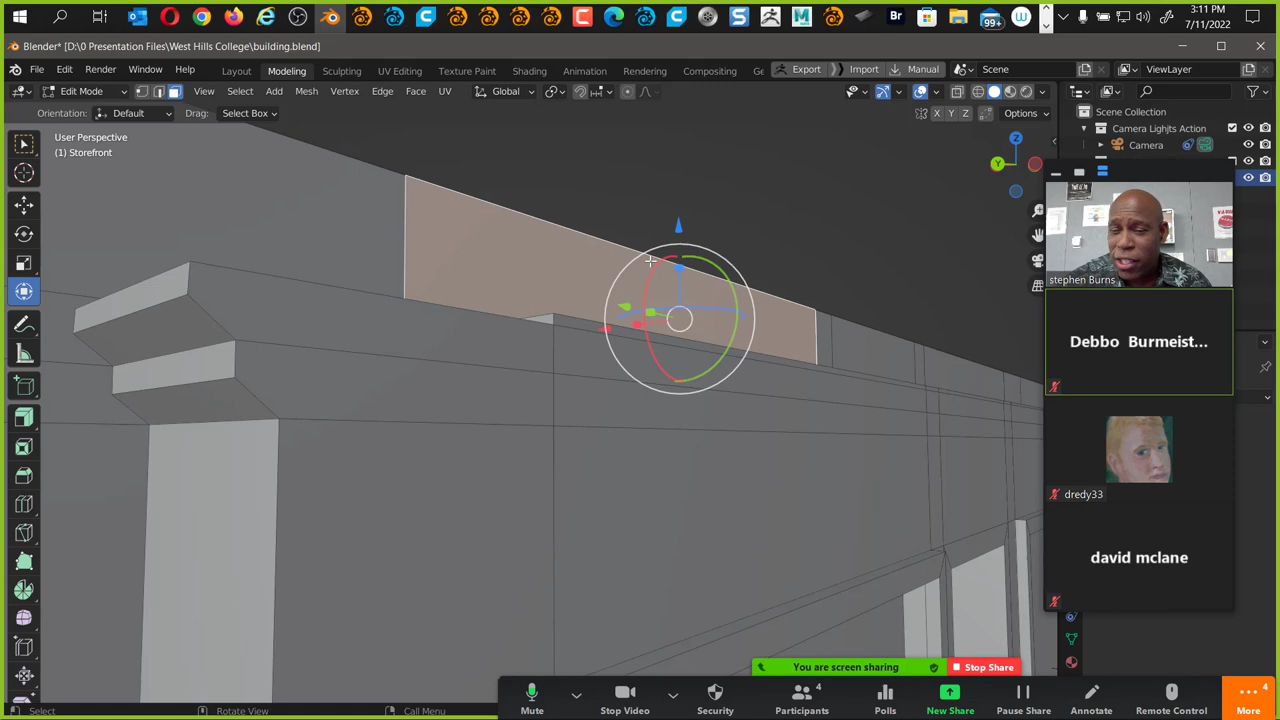 99+
3:11 PM
7/11/2022
Blender* [D:\0 Presentation Files\West Hills College\building.blend]
File Edit Render Window Help Layout Modeling Sculpting UV Editing Texture Paint Shading Animation Rendering Compositing Ge Export Import Manual Scene ViewLayer
Edit Mode View Select Add Mesh Vertex Edge Face UV Global
Orientation: Default Drag: Select Box X Y Z Options
User Perspective
(1) Storefront
Scene Collection
Camera Lights Action
Camera
Z
Y
stephen Burns
Debbo Burmeist...
dredy33
david mclane
You are screen sharing Stop Share
Mute Stop Video Security Participants 4 Polls New Share Pause Share Annotate Remote Control More 4
Select Rotate View Call Menu